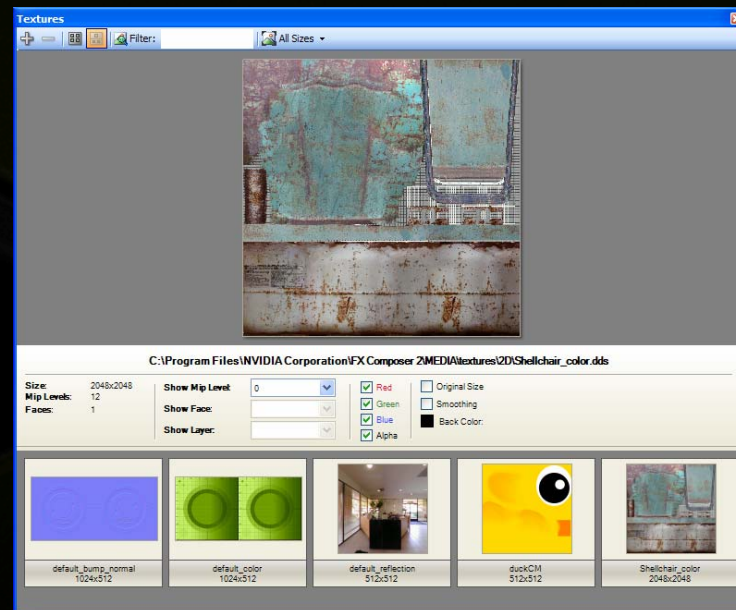 Textures
Filter:
All Sizes
C:\Program Files\NVIDIA Corporation\FX Composer 2\MEDIA\textures\2D\Shellchair_color.dds
Size: 2048x2048
Mip Levels: 12
Faces: 1
Show Mip Level: 0
Show Face:
Show Layer:
Red
Green
Blue
Alpha
Original Size
Smoothing
Back Color:
default_bump_normal
1024x512
default_color
1024x512
default_reflection
512x512
duckCM
512x512
Shellchair_color
2048x2048